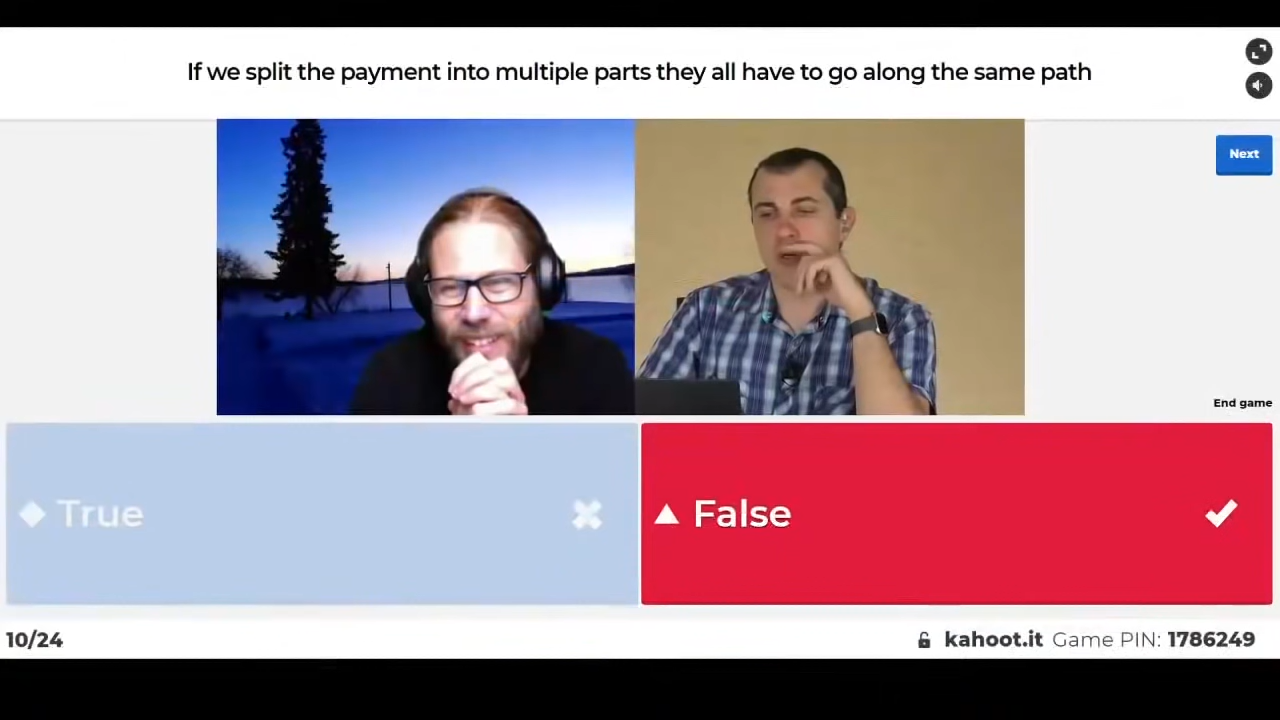 If we split the payment into multiple parts they all have to go along the same path
Next
End game
True
False
10/24
kahoot.it Game PIN: 1786249